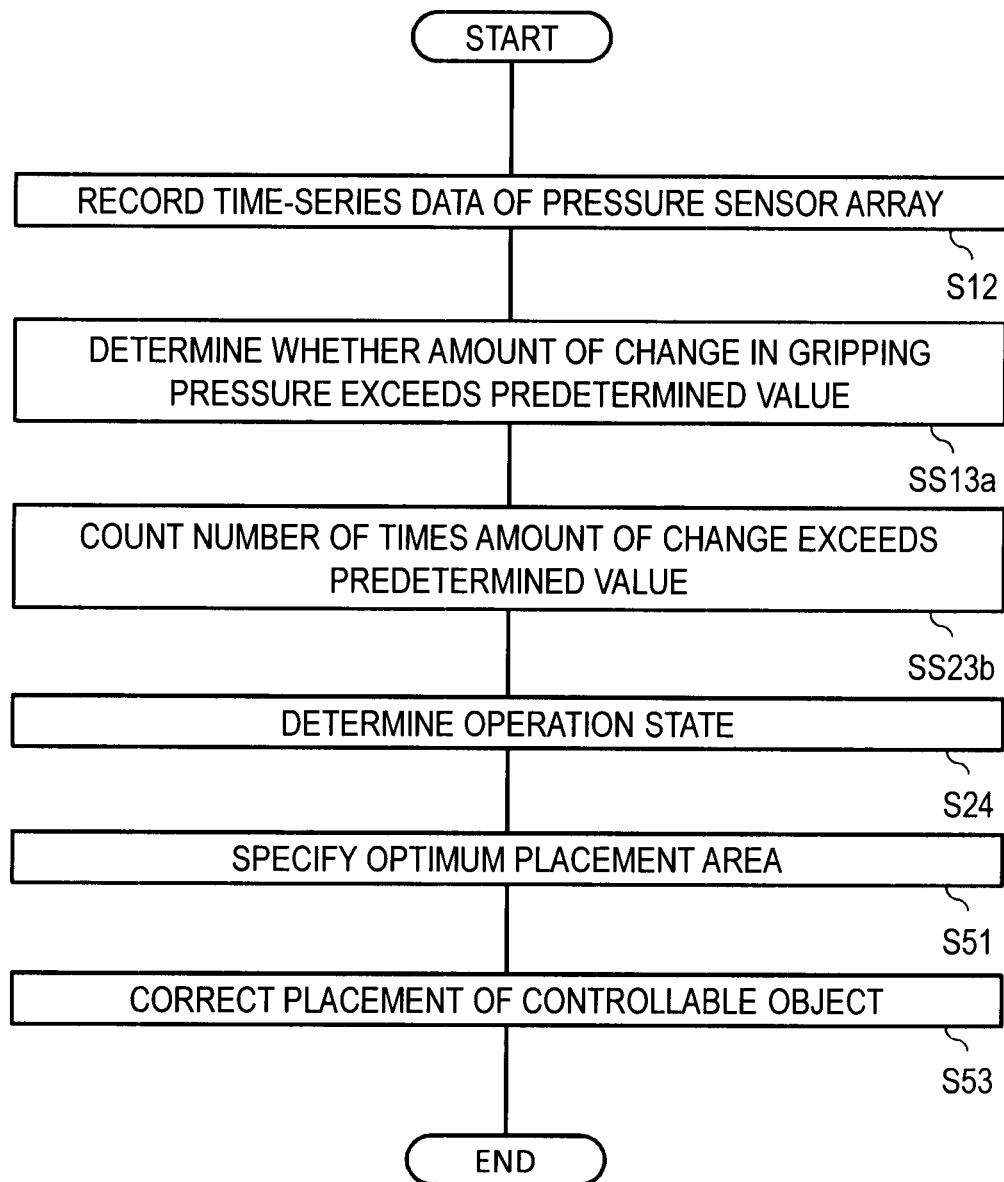 START
RECORD TIME-SERIES DATA OF PRESSURE SENSOR ARRAY
S12
DETERMINE WHETHER AMOUNT OF CHANGE IN GRIPPING
PRESSURE EXCEEDS PREDETERMINED VALUE
SS13a
COUNT NUMBER OF TIMES AMOUNT OF CHANGE EXCEEDS
PREDETERMINED VALUE
SS23b
DETERMINE OPERATION STATE
S24
SPECIFY OPTIMUM PLACEMENT AREA
S51
CORRECT PLACEMENT OF CONTROLLABLE OBJECT
S53
END